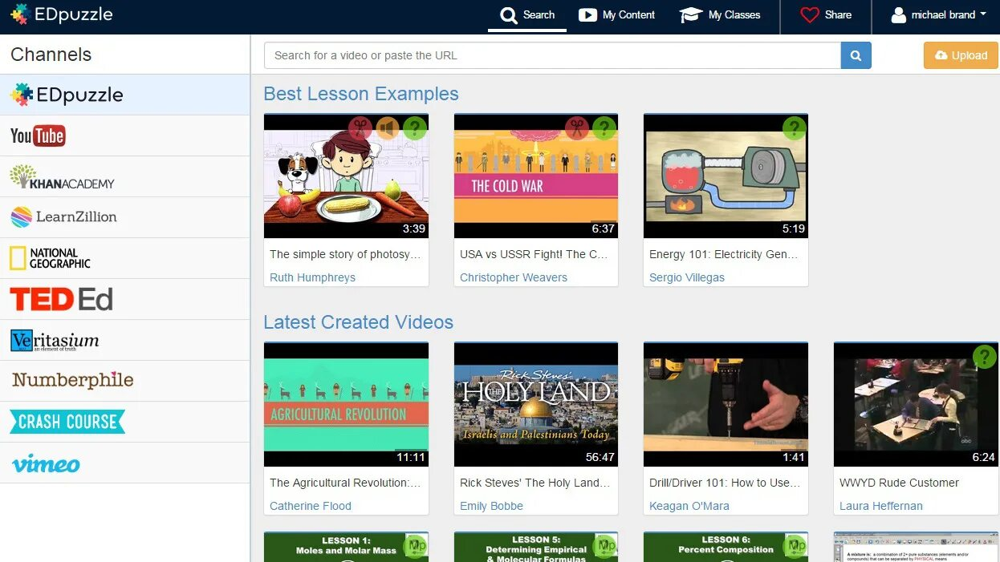 EDpuzzle
Search
My Content
My Classes
Share
michael brand
Channels
Search for a video or paste the URL
Upload
EDpuzzle
YouTube
KHANACADEMY
LearnZillion
NATIONAL
GEOGRAPHIC
TED Ed
Veritasium
an element of truth
Numberphile
CRASH COURSE
vimeo
Best Lesson Examples
?
3:39
The simple story of photosy...
Ruth Humphreys
?
THE COLD WAR
6:37
USA vs USSR Fight! The C...
Christopher Weavers
?
5:19
Energy 101: Electricity Gen...
Sergio Villegas
Latest Created Videos
AGRICULTURAL REVOLUTION
11:11
The Agricultural Revolution:...
Catherine Flood
Rick Steves'
THE HOLY LAND
Israelis and Palestinians Today
56:47
Rick Steves' The Holy Land...
Emily Bobbe
1:41
Drill/Driver 101: How to Use...
Keagan O'Mara
?
abc
6:24
WWYD Rude Customer
Laura Heffernan
LESSON 1:
Moles and Molar Mass
Mp
LESSON 5:
Determining Empirical
& Molecular Formulas
Mp
LESSON 6:
Percent Composition
Mp
A mixture is: a combination of 2+ pure substances (elements and/or
compounds) that can be separated by PHYSICAL means